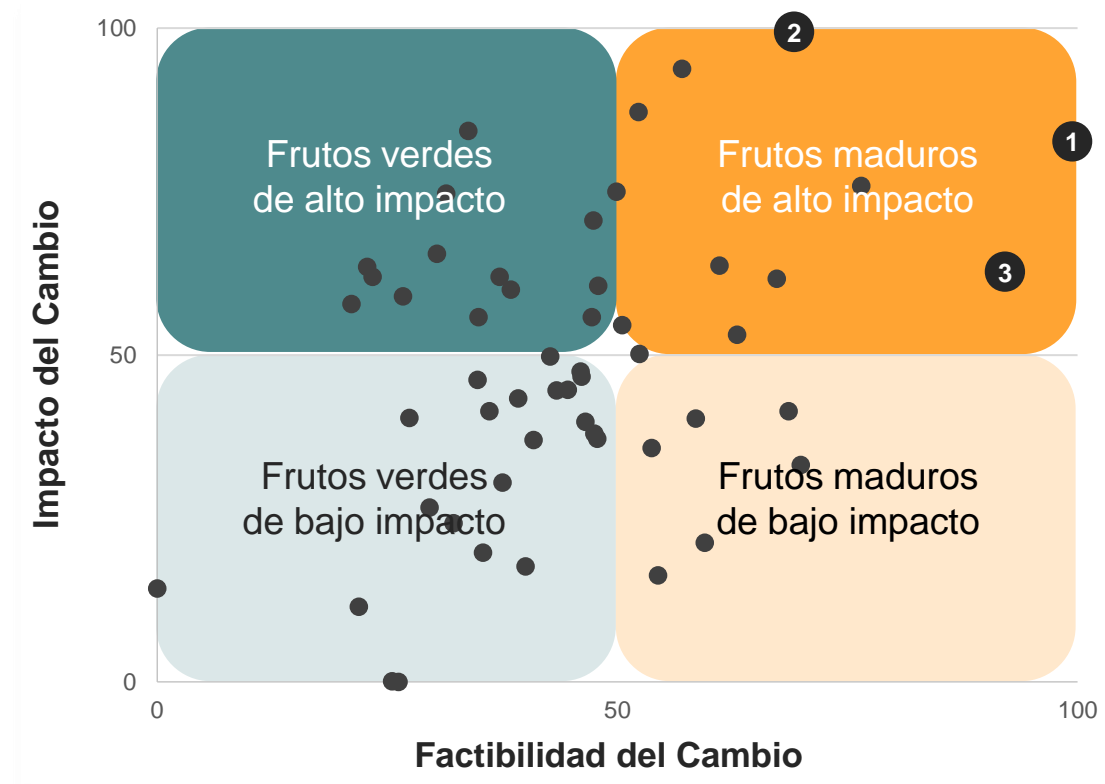 100
2
1
Frutos verdes
de alto impacto
Frutos maduros
de alto impacto
3
Impacto del Cambio
50
Frutos verdes
de bajo impacto
Frutos maduros
de bajo impacto
0
0
50
100
Factibilidad del Cambio